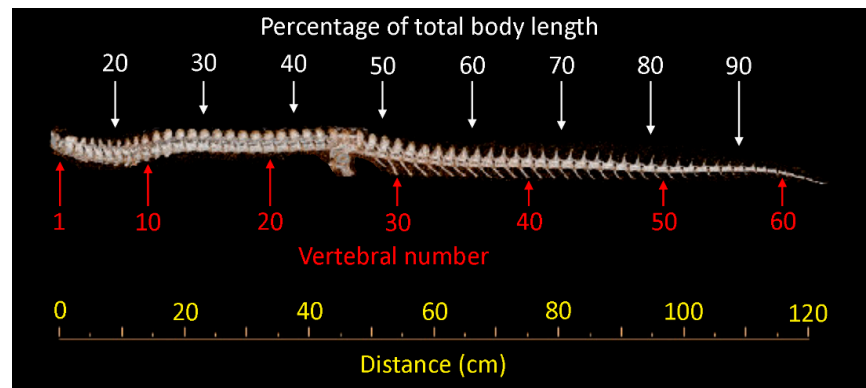 Percentage of total body length
20 30 40 50 60 70 80 90
1 10 20 30 40 50 60
Vertebral number
0 20 40 60 80 100 120
Distance (cm)